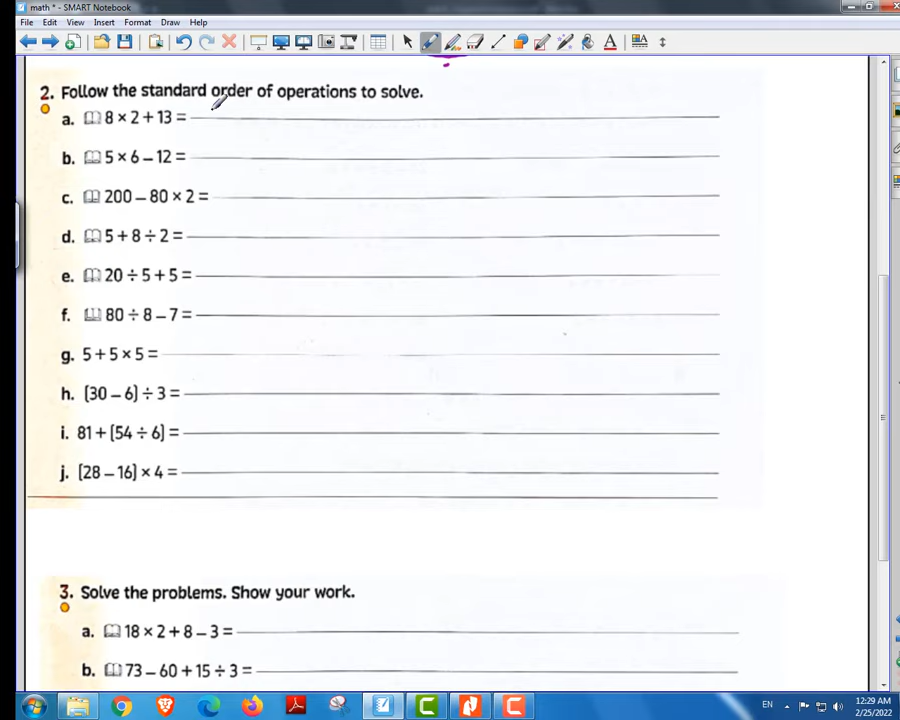 math * - SMART Notebook
File Edit View Insert Format Draw Help
2. Follow the standard order of operations to solve.
a. 8 × 2 + 13 =
b. 5 × 6 – 12 =
c. 200 – 80 × 2 =
d. 5 + 8 ÷ 2 =
e. 20 ÷ 5 + 5 =
f. 80 ÷ 8 – 7 =
g. 5 + 5 × 5 =
h. (30 – 6) ÷ 3 =
i. 81 + (54 ÷ 6) =
j. (28 – 16) × 4 =
3. Solve the problems. Show your work.
a. 18 × 2 + 8 – 3 =
b. 73 – 60 + 15 ÷ 3 =
EN
12:29 AM
2/25/2022